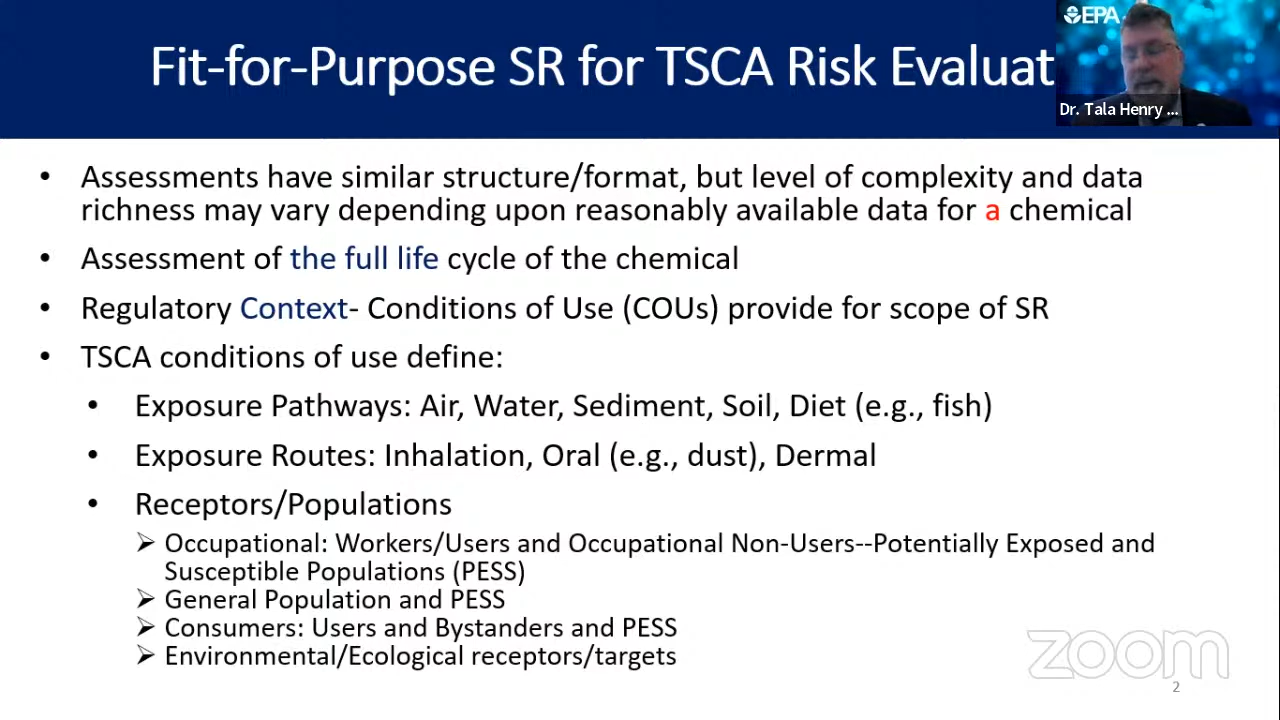 Fit-for-Purpose SR for TSCA Risk Evaluat
EPA
Dr. Tala Henry ...
• Assessments have similar structure/format, but level of complexity and data
richness may vary depending upon reasonably available data for a chemical
• Assessment of the full life cycle of the chemical
• Regulatory Context- Conditions of Use (COUs) provide for scope of SR
• TSCA conditions of use define:
• Exposure Pathways: Air, Water, Sediment, Soil, Diet (e.g., fish)
• Exposure Routes: Inhalation, Oral (e.g., dust), Dermal
• Receptors/Populations
➢ Occupational: Workers/Users and Occupational Non-Users--Potentially Exposed and
Susceptible Populations (PESS)
➢ General Population and PESS
➢ Consumers: Users and Bystanders and PESS
➢ Environmental/Ecological receptors/targets
zoom
2